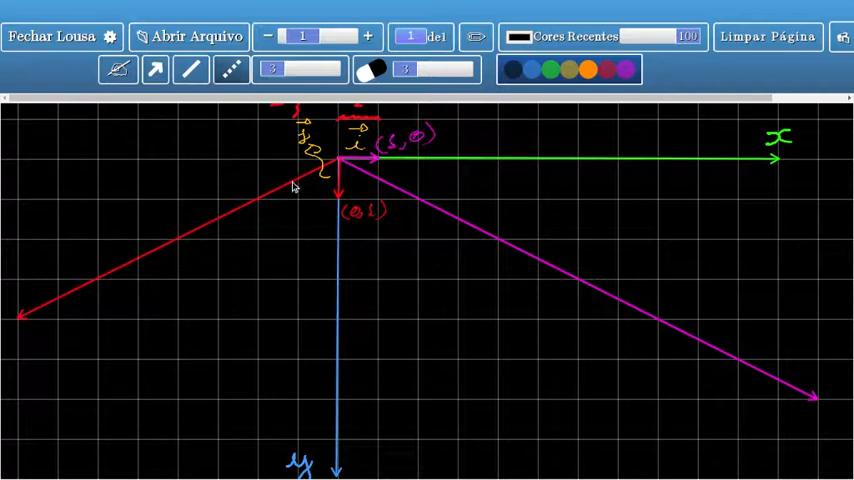 Fechar Lousa
Abrir Arquivo
− 1 +
1 de1
Cores Recentes
100
Limpar Página
3
3
x
i
(1,0)
j
(0,1)
y